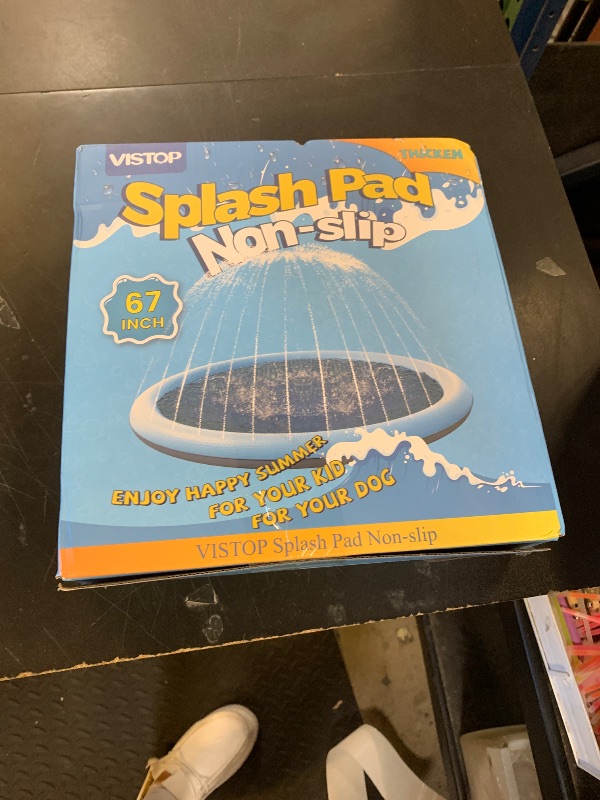 VISTOP
THICKEN
Splash Pad
Non-slip
67
INCH
ENJOY HAPPY SUMMER
FOR YOUR KID
FOR YOUR DOG
VISTOP Splash Pad Non-slip